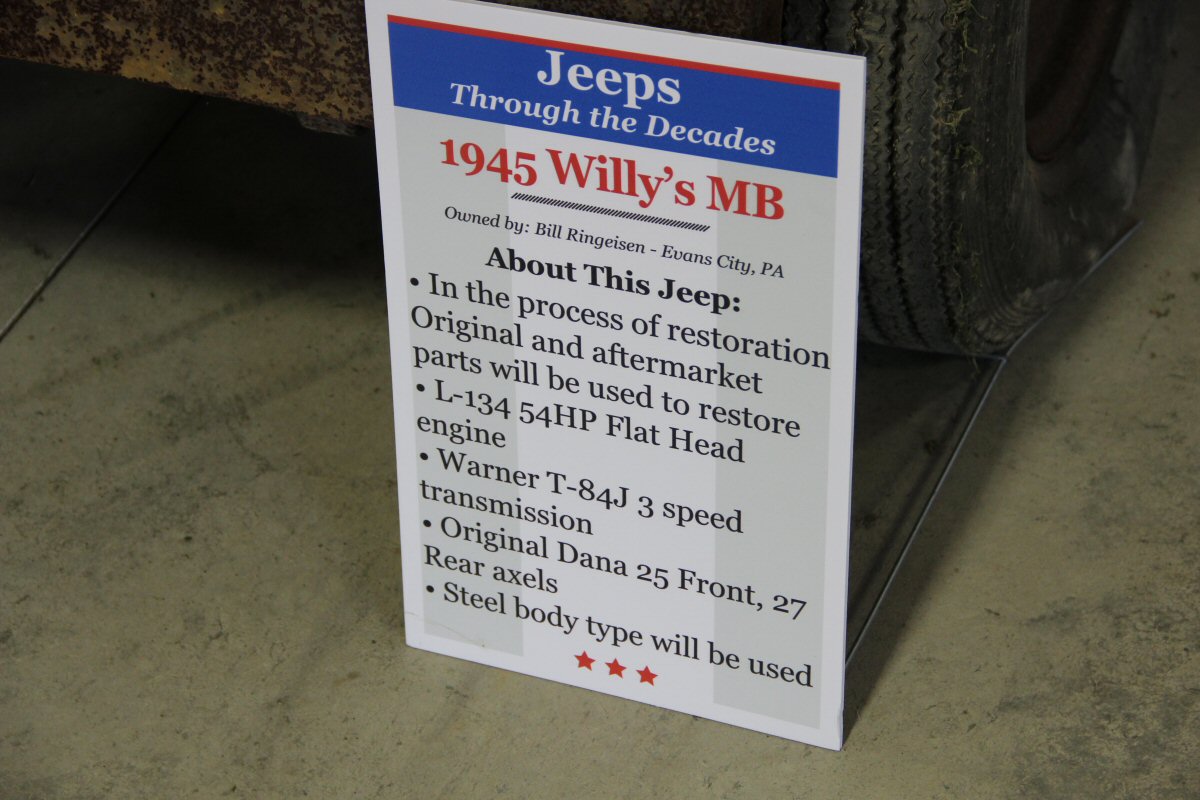 Jeeps
Through the Decades
1945 Willy's MB
Owned by: Bill Ringeisen - Evans City, PA
About This Jeep:
• In the process of restoration
Original and aftermarket
parts will be used to restore
• L-134 54HP Flat Head
engine
• Warner T-84J 3 speed
transmission
• Original Dana 25 Front, 27
Rear axels
• Steel body type will be used